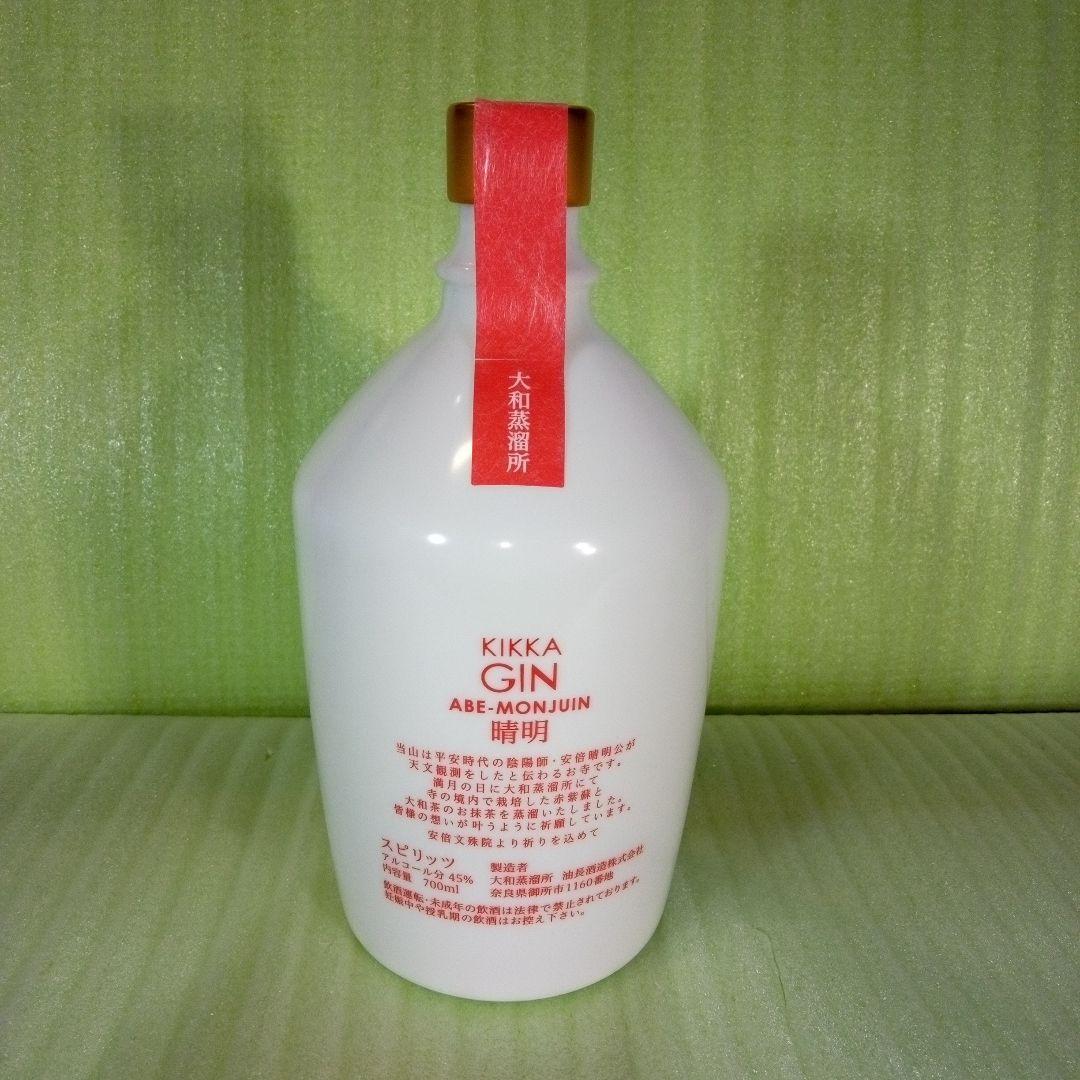 大和蒸溜所
KIKKA
GIN
ABE-MONJUIN
晴明
当山は平安時代の陰陽師・安倍晴明公が
天文観測をしたと伝わるお寺です。
満月の日に大和蒸溜所にて
寺の境内で栽培した赤紫蘇と
大和茶のお抹茶を蒸溜いたしました。
皆様の想いが叶うように祈願しています。
安倍文殊院より祈りを込めて
スピリッツ
アルコール分 45%
内容量 700ml
製造者
大和蒸溜所 油長酒造株式会社
奈良県御所市1160番地
飲酒運転・未成年の飲酒は法律で禁止されております。
妊娠中や授乳期の飲酒はお控え下さい。